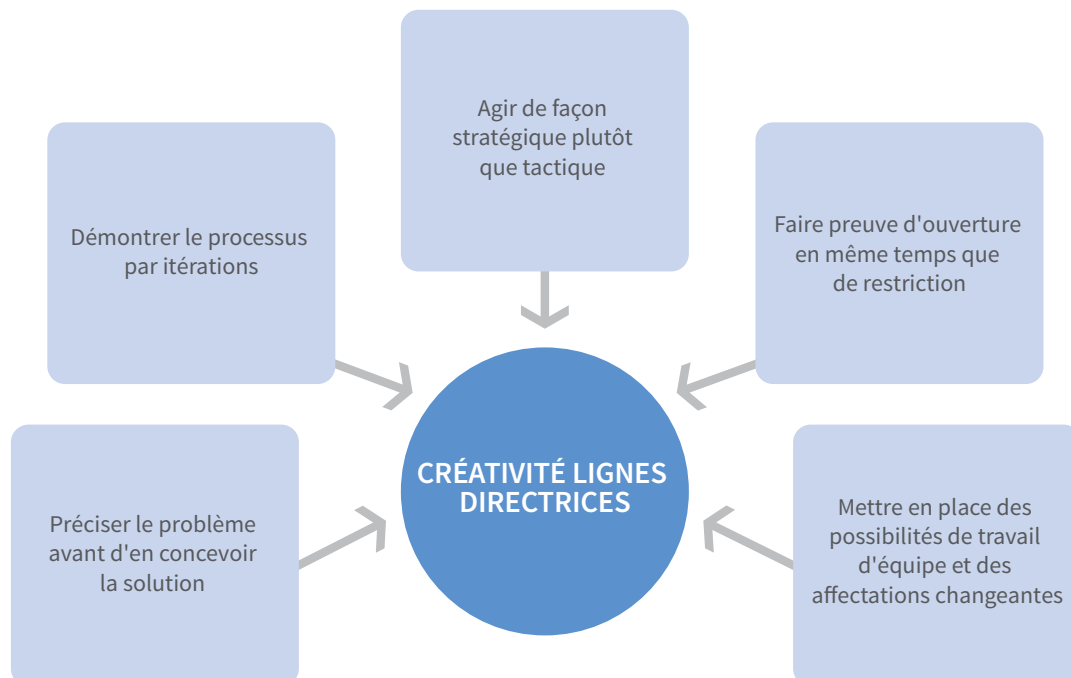 Agir de façon
stratégique plutôt
que tactique
Démontrer le processus
par itérations
Faire preuve d'ouverture
en même temps que
de restriction
CRÉATIVITÉ LIGNES
DIRECTRICES
Préciser le problème
avant d'en concevoir
la solution
Mettre en place des
possibilités de travail
d'équipe et des
affectations changeantes